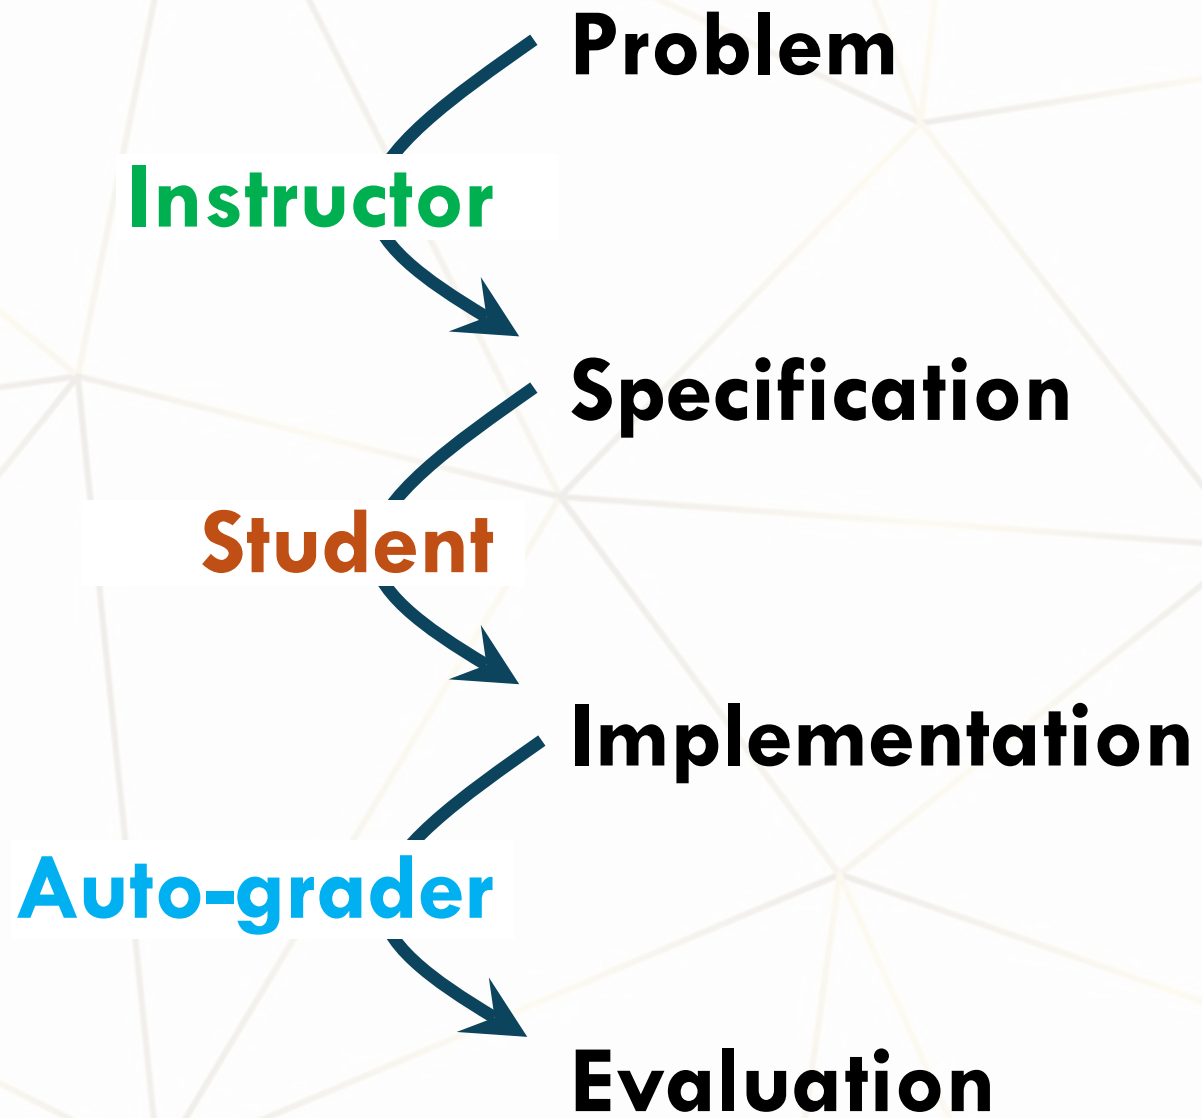 Problem
Instructor
Specification
Student
Implementation
Auto-grader
Evaluation